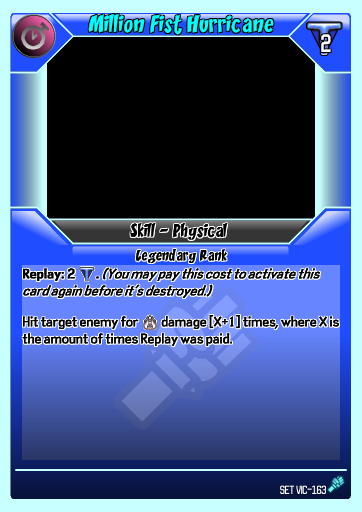 Million Fist Hurricane
2
Skill - Physical
Legendary Rank
Replay: 2 . (You may pay this cost to activate this
card again before it's destroyed.)
Hit target enemy for damage [X+1] times, where X is
the amount of times Replay was paid.
SET VIC-163